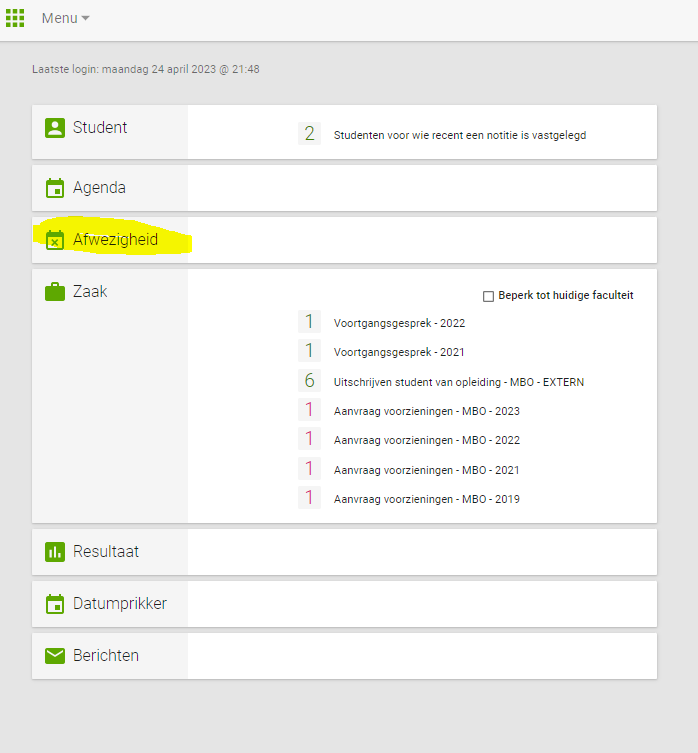 Menu
Laatste login: maandag 24 april 2023 @ 21:48
Student
2 Studenten voor wie recent een notitie is vastgelegd
Agenda
Afwezigheid
Zaak
Beperk tot huidige faculteit
1 Voortgangsgesprek - 2022
1 Voortgangsgesprek - 2021
6 Uitschrijven student van opleiding - MBO - EXTERN
1 Aanvraag voorzieningen - MBO - 2023
1 Aanvraag voorzieningen - MBO - 2022
1 Aanvraag voorzieningen - MBO - 2021
1 Aanvraag voorzieningen - MBO - 2019
Resultaat
Datumprikker
Berichten